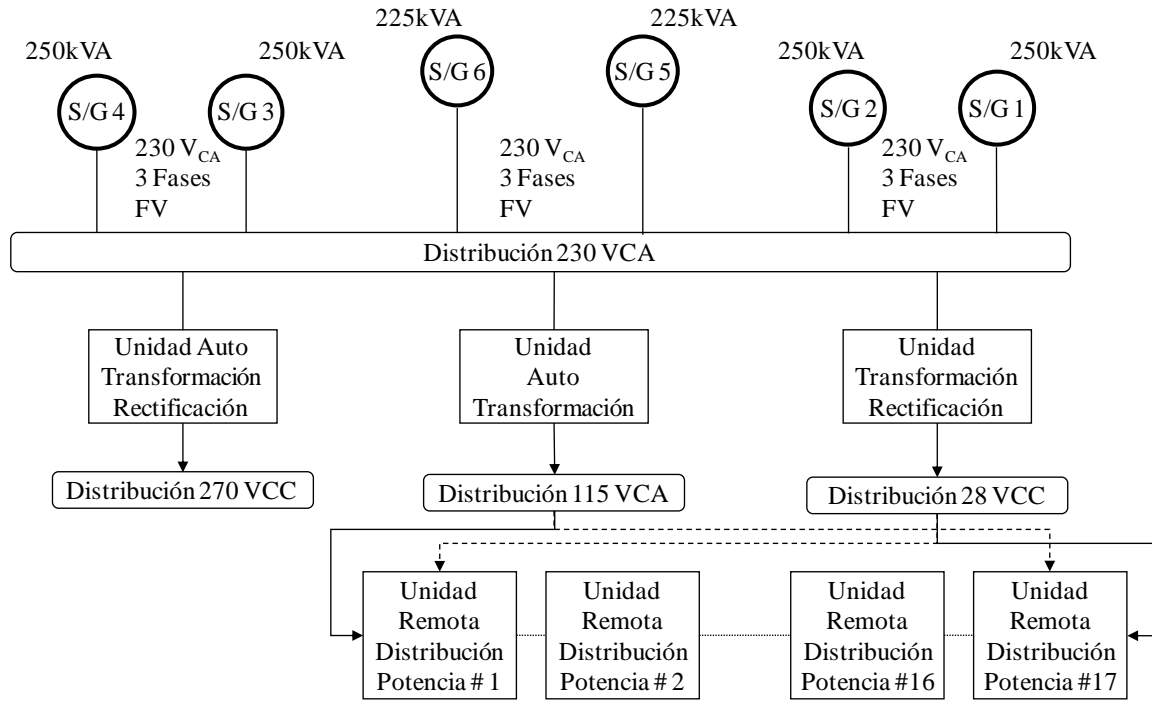 225kVA
225kVA
250kVA
250kVA
250kVA
250kVA
S/G 4
S/G 3
S/G 6
S/G 5
S/G 2
S/G 1
230 VCA
3 Fases
FV
230 VCA
3 Fases
FV
230 VCA
3 Fases
FV
Distribución 230 VCA
Unidad Auto
Transformación
Rectificación
Unidad
Auto
Transformación
Unidad
Transformación
Rectificación
Distribución 270 VCC
Distribución 115 VCA
Distribución 28 VCC
Unidad
Remota
Distribución
Potencia # 1
Unidad
Remota
Distribución
Potencia # 2
Unidad
Remota
Distribución
Potencia #16
Unidad
Remota
Distribución
Potencia #17